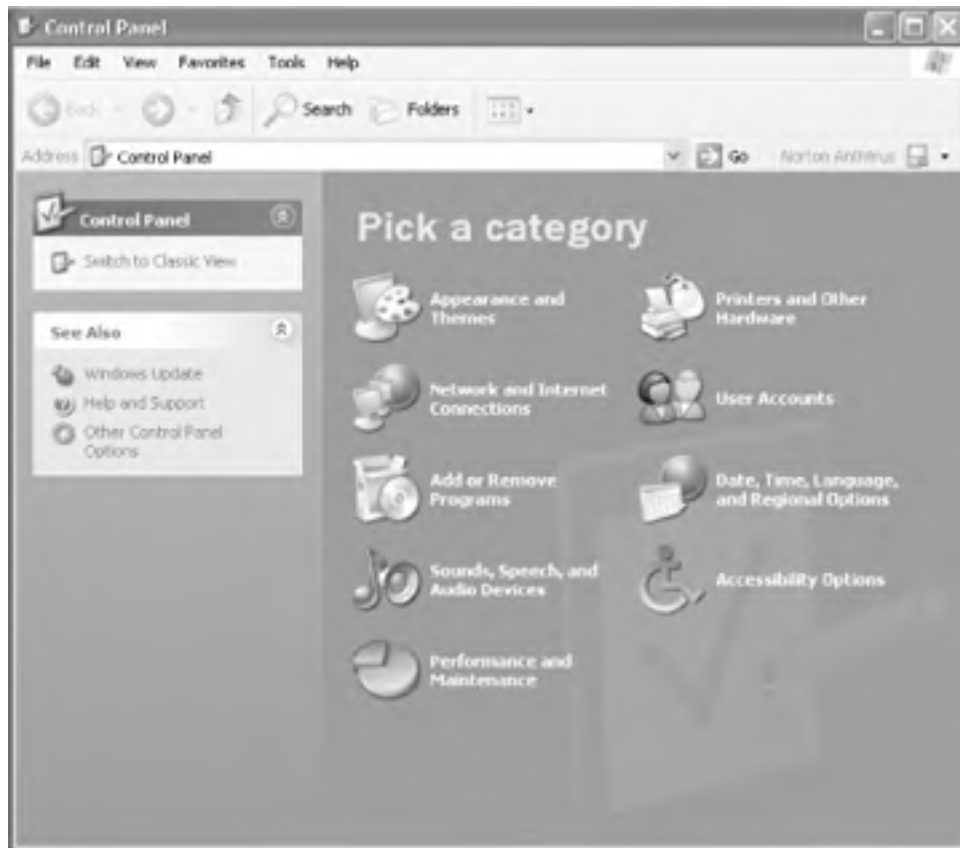 Control Panel
File Edit View Favorites Tools Help
Back Search Folders
Address Control Panel Go Norton AntiVirus
Control Panel
Switch to Classic View
See Also
Windows Update
Help and Support
Other Control Panel
Options
Pick a category
Appearance and
Themes
Printers and Other
Hardware
Network and Internet
Connections
User Accounts
Add or Remove
Programs
Date, Time, Language,
and Regional Options
Sounds, Speech, and
Audio Devices
Accessibility Options
Performance and
Maintenance